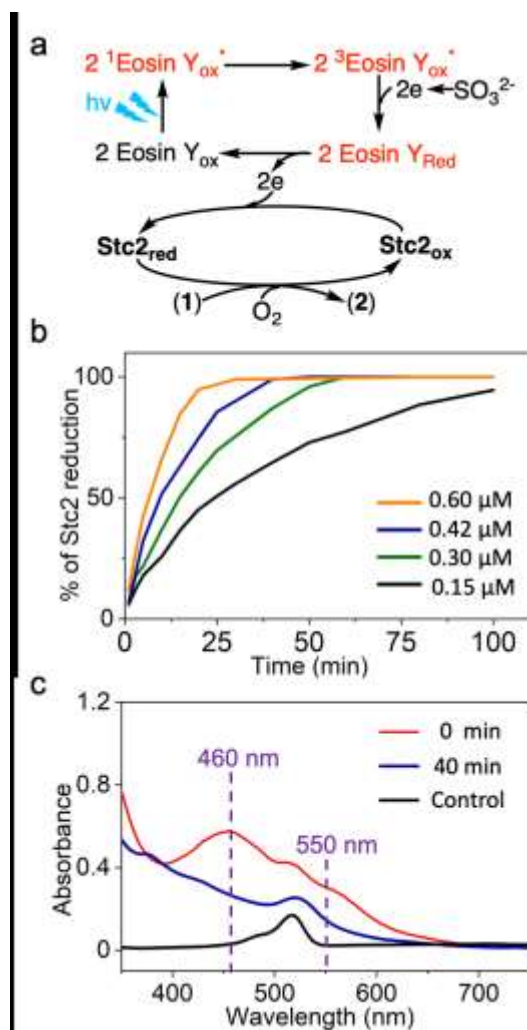 a
2 ¹Eosin Yox* 2 ³Eosin Yox*
hv 2e SO₃²⁻
2 Eosin Yox 2 Eosin YRed
2e
Stc2red Stc2ox
(1) O₂ (2)
b
% of Stc2 reduction
100
50
0
0.60 µM
0.42 µM
0.30 µM
0.15 µM
0 25 50 75 100
Time (min)
c
Absorbance
1.2
0.8
0.4
0
0 min
40 min
Control
460 nm
550 nm
400 500 600 700
Wavelength (nm)